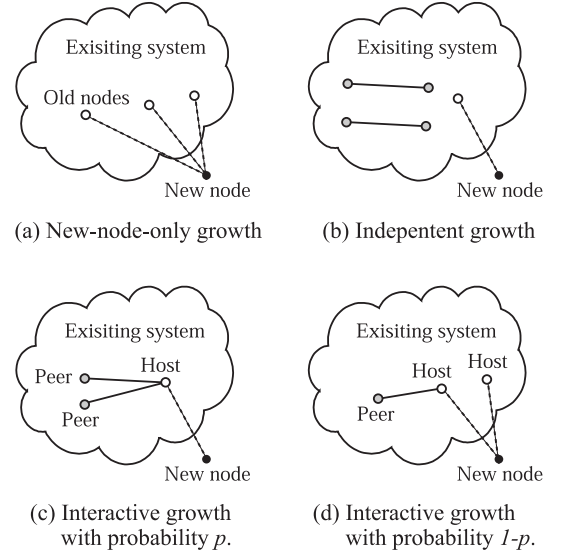 Exisiting system
Old nodes
New node
(a) New-node-only growth
Exisiting system
New node
(b) Indepentent growth
Exisiting system
Host
Peer
Peer
New node
(c) Interactive growth
with probability p.
Exisiting system
Host
Host
Peer
New node
(d) Interactive growth
with probability 1-p.